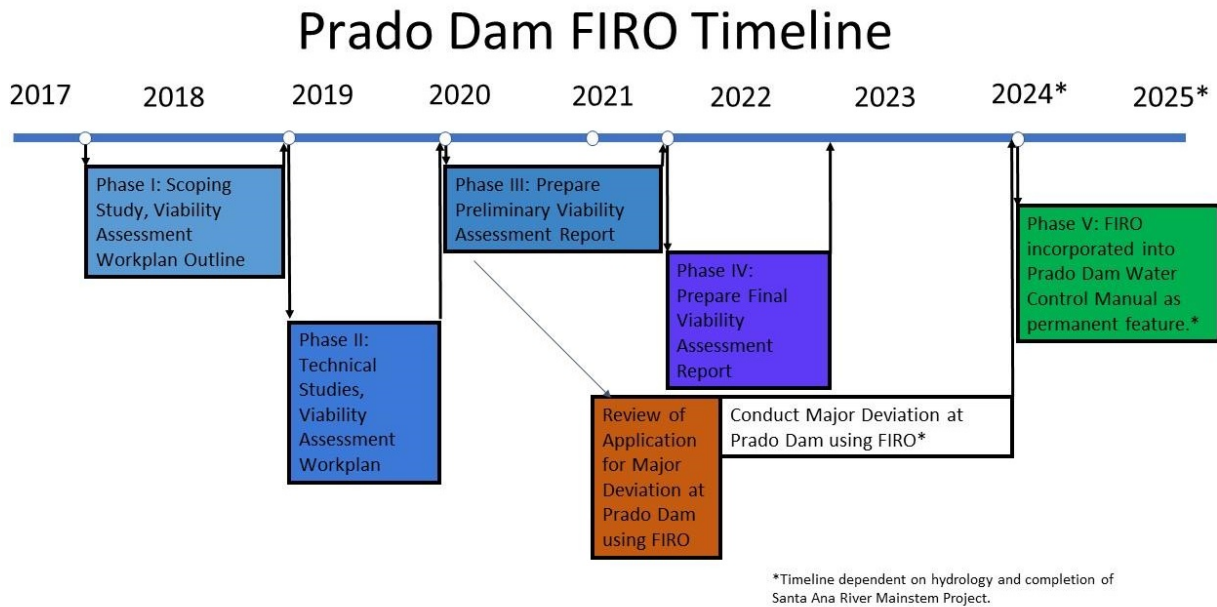 Prado Dam FIRO Timeline
2017 2018 2019 2020 2021 2022 2023 2024* 2025*
Phase I: Scoping
Study, Viability
Assessment
Workplan Outline
Phase II:
Technical
Studies,
Viability
Assessment
Workplan
Phase III: Prepare
Preliminary Viability
Assessment Report
Phase IV:
Prepare Final
Viability
Assessment
Report
Review of
Application
for Major
Deviation at
Prado Dam
using FIRO
Conduct Major Deviation at
Prado Dam using FIRO*
Phase V: FIRO
incorporated into
Prado Dam Water
Control Manual as
permanent feature.*
*Timeline dependent on hydrology and completion of
Santa Ana River Mainstem Project.